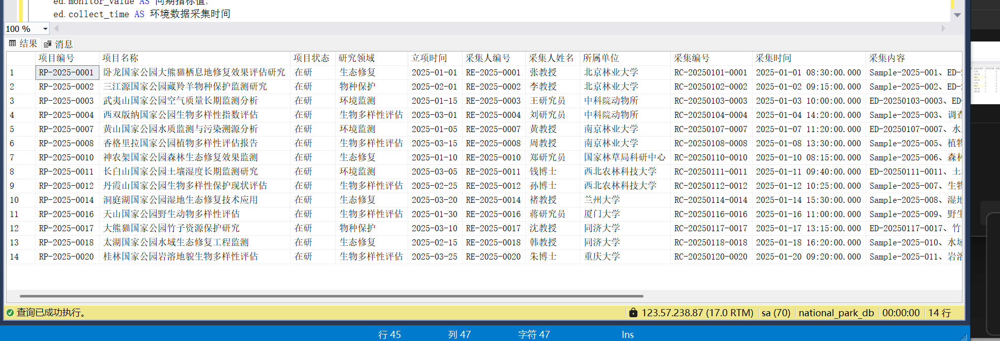 ed.monitor_value AS 同期指标值,
ed.collect_time AS 环境数据采集时间
100 %
结果 消息
项目编号 项目名称 项目状态 研究领域 立项时间 采集人编号 采集人姓名 所属单位 采集编号 采集时间 采集内容
1 RP-2025-0001 卧龙国家公园大熊猫栖息地修复效果评估研究 在研 生态修复 2025-01-01 RE-2025-0001 张教授 北京林业大学 RC-20250101-0001 2025-01-01 08:30:00.000 Sample-2025-001、ED-
2 RP-2025-0002 三江源国家公园藏羚羊物种保护监测研究 在研 物种保护 2025-02-01 RE-2025-0002 李教授 北京林业大学 RC-20250102-0002 2025-01-02 09:15:00.000 Sample-2025-002、ED-
3 RP-2025-0003 武夷山国家公园空气质量长期监测分析 在研 环境监测 2025-01-15 RE-2025-0003 王研究员 中科院动物所 RC-20250103-0003 2025-01-03 10:00:00.000 ED-20250103-0003、ED-
4 RP-2025-0004 西双版纳国家公园生物多样性指数评估 在研 生物多样性评估 2025-03-01 RE-2025-0004 刘研究员 中科院动物所 RC-20250104-0004 2025-01-04 14:20:00.000 Sample-2025-003、调查
5 RP-2025-0007 黄山国家公园水质监测与污染溯源分析 在研 环境监测 2025-01-05 RE-2025-0007 黄教授 南京林业大学 RC-20250107-0007 2025-01-07 11:20:00.000 ED-20250107-0007、水
6 RP-2025-0008 香格里拉国家公园植物多样性评估报告 在研 生物多样性评估 2025-03-15 RE-2025-0008 周教授 南京林业大学 RC-20250108-0008 2025-01-08 13:30:00.000 Sample-2025-005、植物
7 RP-2025-0010 神农架国家公园森林生态修复效果监测 在研 生态修复 2025-01-10 RE-2025-0010 郑研究员 国家林草局科研中心 RC-20250110-0010 2025-01-10 08:15:00.000 Sample-2025-006、森林
8 RP-2025-0011 长白山国家公园土壤湿度长期监测研究 在研 环境监测 2025-03-05 RE-2025-0011 钱博士 西北农林科技大学 RC-20250111-0011 2025-01-11 09:40:00.000 ED-20250111-0011、土
9 RP-2025-0012 丹霞山国家公园生物多样性保护现状评估 在研 生物多样性评估 2025-02-25 RE-2025-0012 孙博士 西北农林科技大学 RC-20250112-0012 2025-01-12 10:25:00.000 Sample-2025-007、生物
10 RP-2025-0014 洞庭湖国家公园湿地生态修复技术应用 在研 生态修复 2025-03-20 RE-2025-0014 褚教授 兰州大学 RC-20250114-0014 2025-01-14 15:30:00.000 Sample-2025-008、湿地
11 RP-2025-0016 天山国家公园野生动物多样性评估 在研 生物多样性评估 2025-01-30 RE-2025-0016 蒋研究员 厦门大学 RC-20250116-0016 2025-01-16 11:00:00.000 Sample-2025-009、野生
12 RP-2025-0017 大熊猫国家公园竹子资源保护研究 在研 物种保护 2025-03-10 RE-2025-0017 沈教授 同济大学 RC-20250117-0017 2025-01-17 13:15:00.000 ED-20250117-0017、竹
13 RP-2025-0018 太湖国家公园水域生态修复工程监测 在研 生态修复 2025-02-15 RE-2025-0018 韩教授 同济大学 RC-20250118-0018 2025-01-18 16:20:00.000 Sample-2025-010、水域
14 RP-2025-0020 桂林国家公园岩溶地貌生物多样性评估 在研 生物多样性评估 2025-03-25 RE-2025-0020 朱博士 重庆大学 RC-20250120-0020 2025-01-20 09:20:00.000 Sample-2025-011、岩溶
查询已成功执行。 123.57.238.87 (17.0 RTM) sa (70) national_park_db 00:00:00 14 行
行 45 列 47 字符 47 Ins